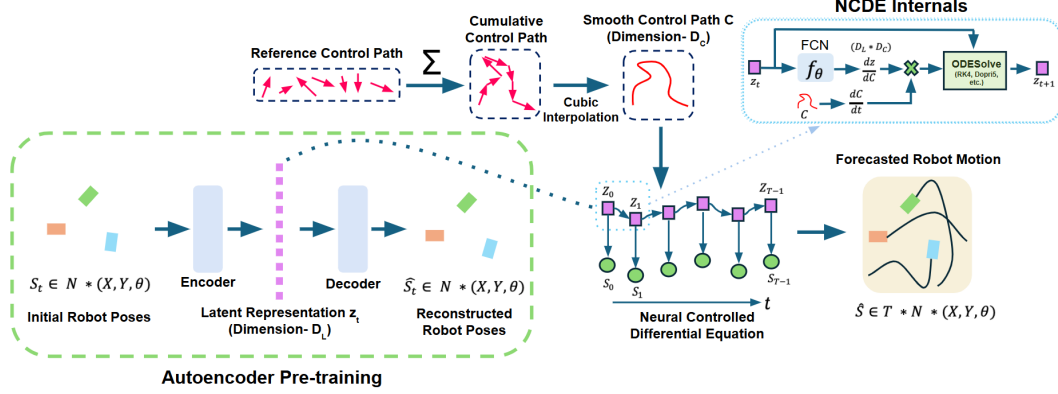 NCDE Internals
Cumulative
Control Path
Smooth Control Path C
(Dimension- D_C)
Reference Control Path
Σ
Cubic
Interpolation
FCN
f_θ
(D_L * D_C)
dz
dC
z_t
C
dC
dt
ODESolve
(RK4, Dopri5,
etc.)
z_{t+1}
Forecasted Robot Motion
Z_0
Z_1
Z_{T-1}
S_0
S_1
S_{T-1}
t
Neural Controlled
Differential Equation
Ŝ ∈ T * N * (X,Y,θ)
Encoder
Decoder
S_t ∈ N * (X,Y,θ)
Initial Robot Poses
Latent Representation z_t
(Dimension- D_L)
Ŝ_t ∈ N * (X,Y,θ)
Reconstructed
Robot Poses
Autoencoder Pre-training